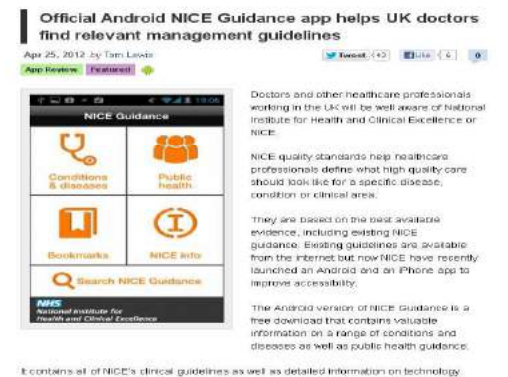 Official Android NICE Guidance app helps UK doctors
find relevant management guidelines
Apr 25, 2012 by Tom Lewis
Tweet 40 Like 6 0
App Review Featured
19:06
NICE Guidance
Conditions
& diseases
Public
health
Bookmarks
NICE info
Search NICE Guidance
NHS
National Institute for
Health and Clinical Excellence
Doctors and other healthcare professionals
working in the UK will be well aware of National
Institute for Health and Clinical Excellence or
NICE.
NICE quality standards help healthcare
professionals define what high quality care
should look like for a specific disease,
condition or clinical area.
They are based on the best available
evidence, including existing NICE
guidance. Existing guidelines are available
from the internet but now NICE have recently
launched an Android and an iPhone app to
improve accessibility.
The Android version of NICE Guidance is a
free download that contains valuable
information on a range of conditions and
diseases as well as public health guidance.
It contains all of NICE's clinical guidelines as well as detailed information on technology